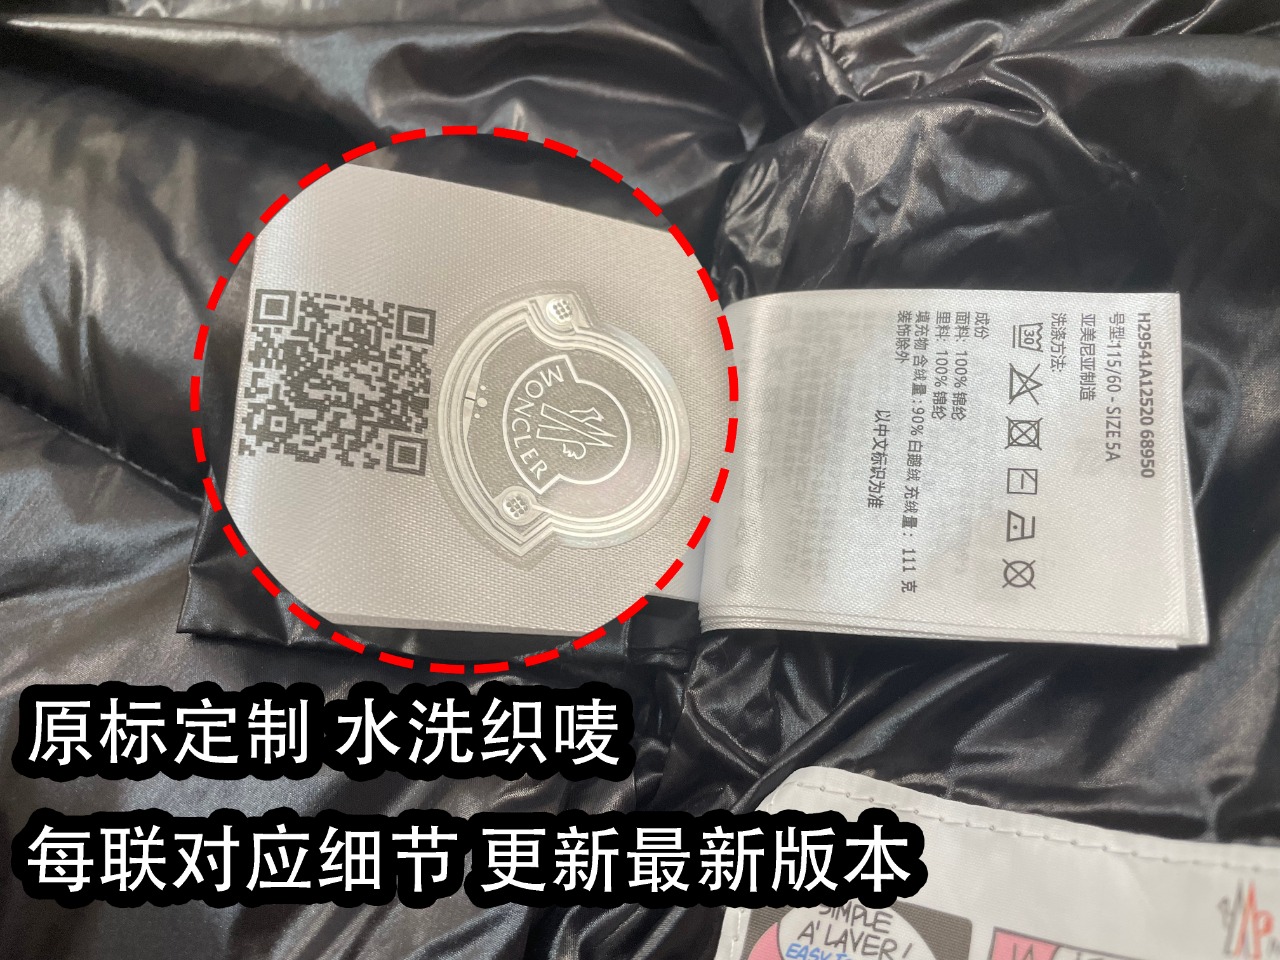 MONCLER
H29541A12520 68950
号型:115/60 - SIZE 5A
亚美尼亚制造
洗涤方法:
30
成份
面料: 100% 锦纶
里料: 100% 锦纶
填充物 含绒量: 90% 白鹅绒 充绒量: 111 克
装饰除外
以中文标识为准
原标定制 水洗织唛
每联对应细节 更新最新版本
SIMPLE
A' LAYER!